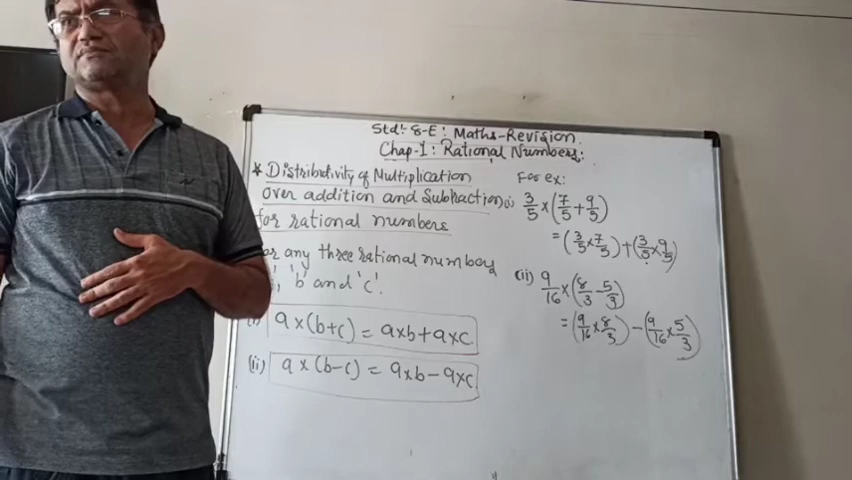 Std: 8-E: Maths-Revision
Chap-1: Rational Numbers:
* Distributivity of Multiplication
over addition and Subtraction
for rational numbers
or any three rational numbers
'b' and 'c'.
(i) a×(b+c) = a×b+a×c.
(ii) a×(b-c) = a×b-a×c
For ex:
(i) 3/5 × (7/5 + 9/5)
= (3/5 × 7/5) + (3/5 × 9/5)
(ii) 9/16 × (8/3 - 5/3)
= (9/16 × 8/3) - (9/16 × 5/3)